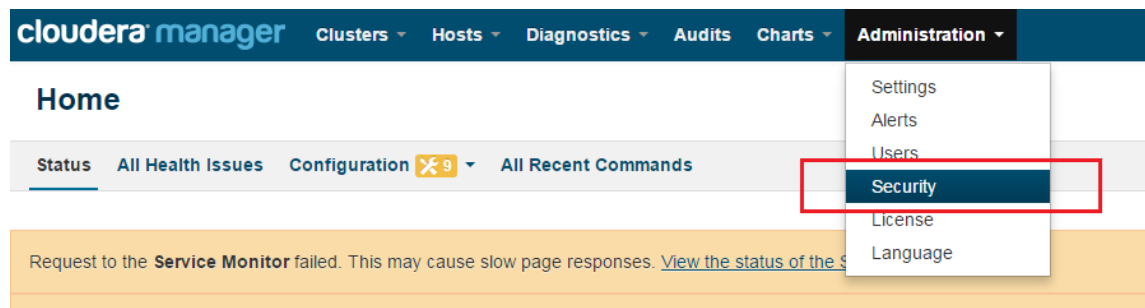 cloudera manager Clusters Hosts Diagnostics Audits Charts Administration
Home
Settings
Alerts
Users
Security
License
Language
Status All Health Issues Configuration 9 All Recent Commands
Request to the Service Monitor failed. This may cause slow page responses. View the status of the